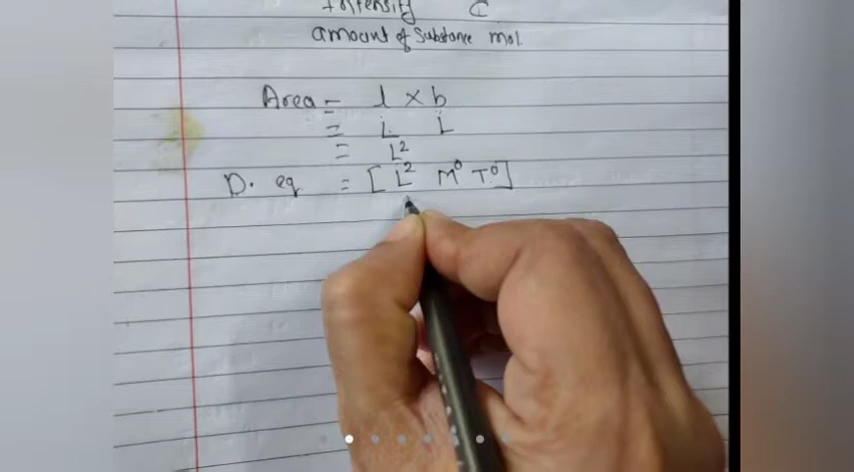 Intensity C
amount of Substance mol
Area = l × b
= L L
= L²
D. eq = [L² M⁰ T⁰]